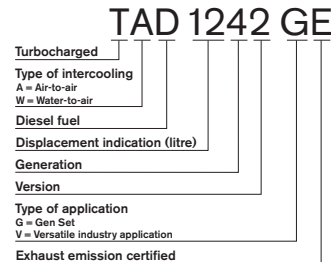 TAD 1242 GE
Turbocharged
Type of intercooling
A = Air-to-air
W = Water-to-air
Diesel fuel
Displacement indication (litre)
Generation
Version
Type of application
G = Gen Set
V = Versatile industry application
Exhaust emission certified